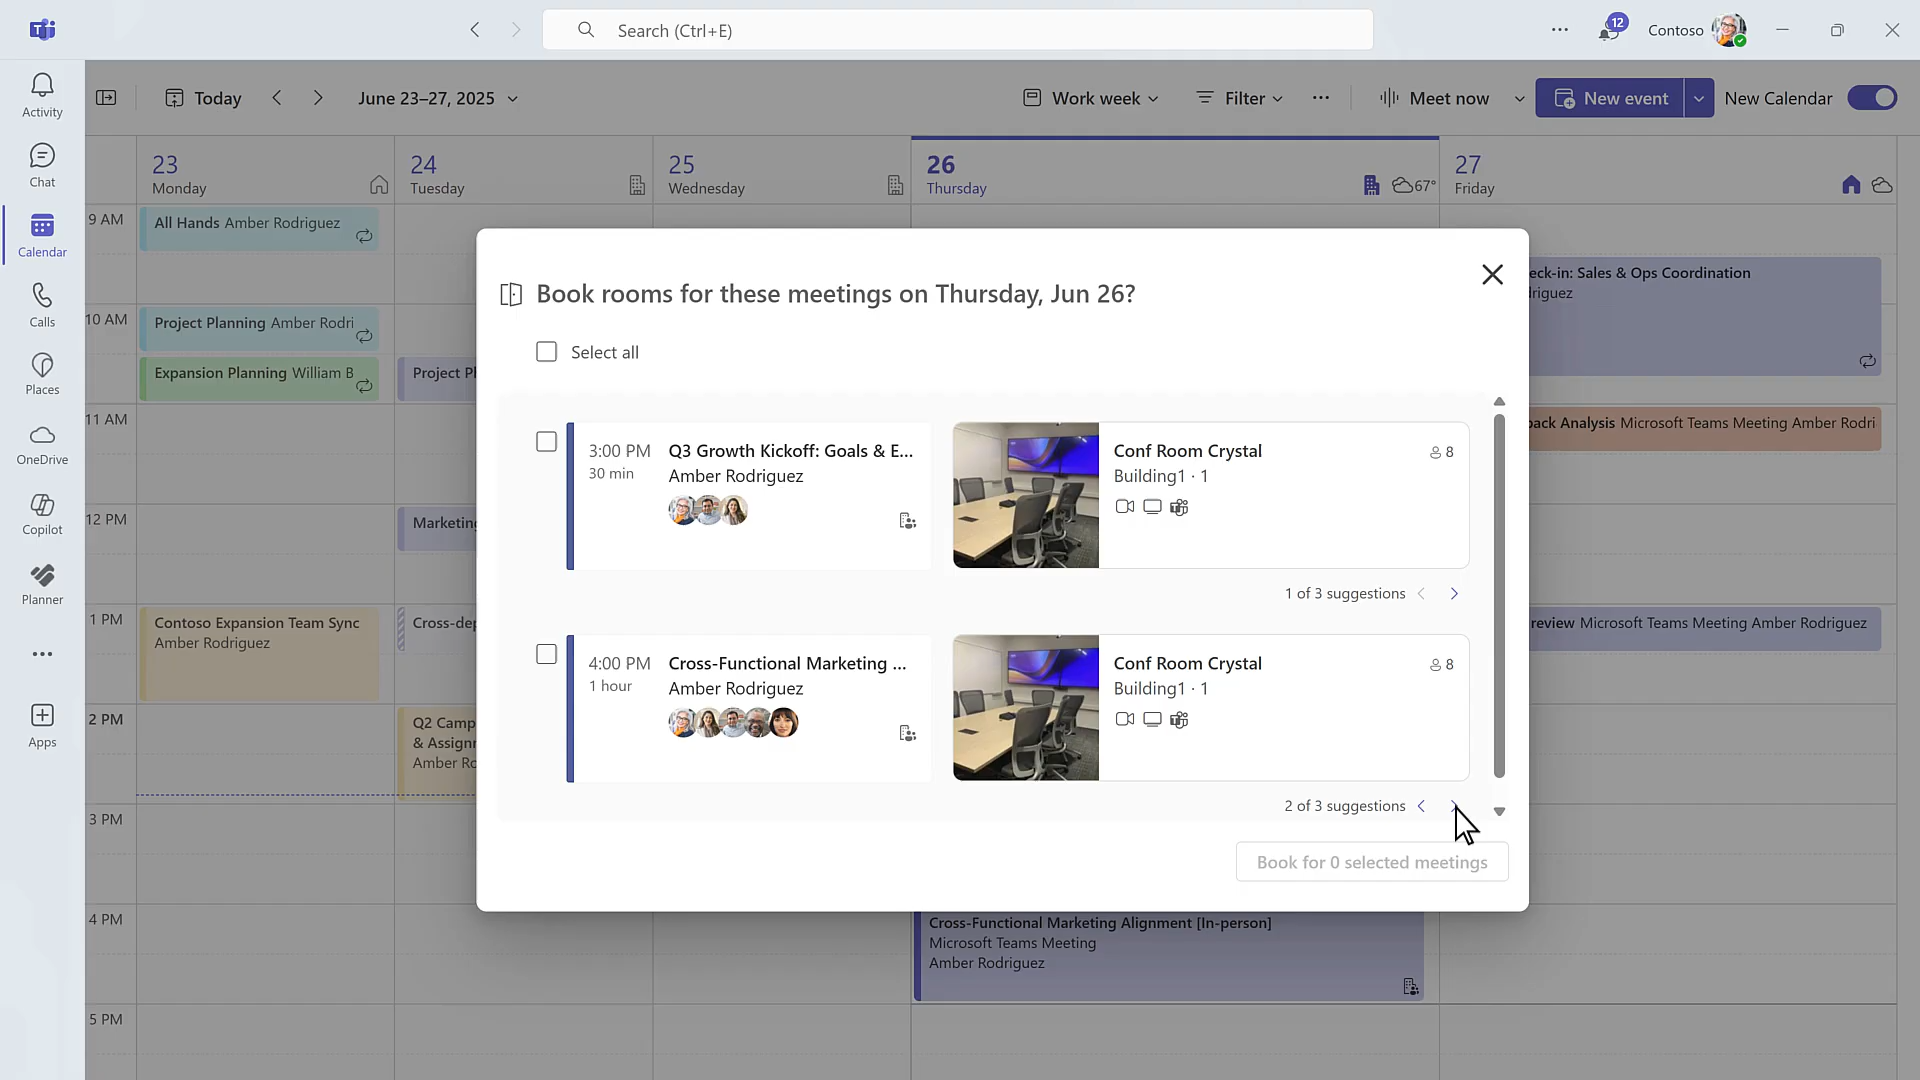 Search (Ctrl+E)
12
Contoso
Activity
Chat
Calendar
Calls
Places
OneDrive
Copilot
Planner
Apps
Today
June 23–27, 2025
Work week
Filter
Meet now
New event
New Calendar
23
Monday
24
Tuesday
25
Wednesday
26
Thursday
67°
27
Friday
9 AM
10 AM
11 AM
12 PM
1 PM
2 PM
3 PM
4 PM
5 PM
All Hands Amber Rodriguez
Project Planning Amber Rodri
Expansion Planning William B
Contoso Expansion Team Sync
Amber Rodriguez
Project Pl
Marketing
Cross-dep
Q2 Camp
& Assignm
Amber Ro
Book rooms for these meetings on Thursday, Jun 26?
Select all
3:00 PM
30 min
Q3 Growth Kickoff: Goals & E...
Amber Rodriguez
Conf Room Crystal
8
Building1 · 1
1 of 3 suggestions
4:00 PM
1 hour
Cross-Functional Marketing ...
Amber Rodriguez
Conf Room Crystal
8
Building1 · 1
2 of 3 suggestions
Book for 0 selected meetings
Cross-Functional Marketing Alignment [In-person]
Microsoft Teams Meeting
Amber Rodriguez
eck-in: Sales & Ops Coordination
riguez
back Analysis Microsoft Teams Meeting Amber Rodri
review Microsoft Teams Meeting Amber Rodriguez